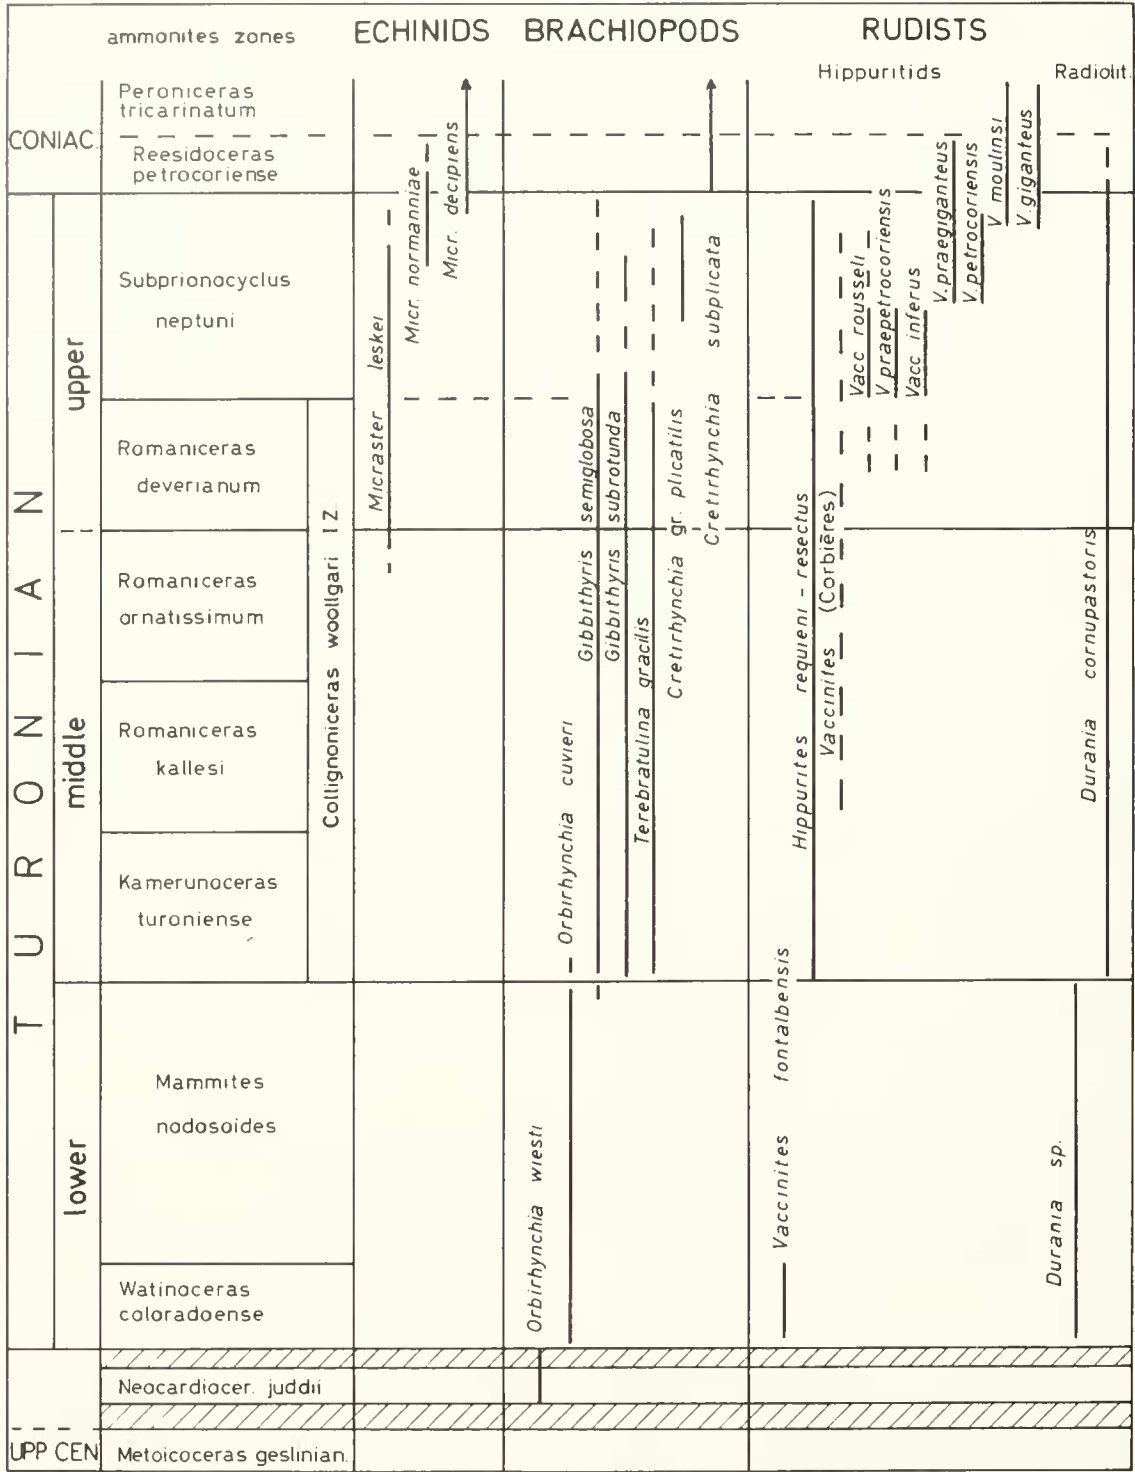 ammonites zones
ECHINIDS
BRACHIOPODS
RUDISTS
Hippuritids
Radiolit.
CONIAC.
Peroniceras
tricarinatum
Reesidoceras
petrocoriense
TURONIAN
upper
Subprionocyclus
neptuni
Romaniceras
deverianum
middle
Romaniceras
ornatissimum
Romaniceras
kallesi
Kamerunoceras
turoniense
Collignoniceras woollgari I Z.
lower
Mammites
nodosoides
Watinoceras
coloradoense
Neocardiocer. juddii
UPP CEN
Metoicoceras geslinian.
Micraster leskei
Micr. normanniae
Micr. decipiens
Orbirhynchia wiesti
Orbirhynchia cuvieri
Gibbithyris semiglobosa
Gibbithyris subrotunda
Terebratulina gracilis
Cretirhynchia gr. plicatilis
Cretirhynchia subplicata
Vaccinites fontalbensis
Hippurites requieni - resectus
Vaccinites (Corbières)
Vacc rousseli
V. praepetrocoriensis
Vacc inferus
V. praegiganteus
V. petrocoriensis
V moulinsi
V. giganteus
Durania sp.
Durania cornupastoris